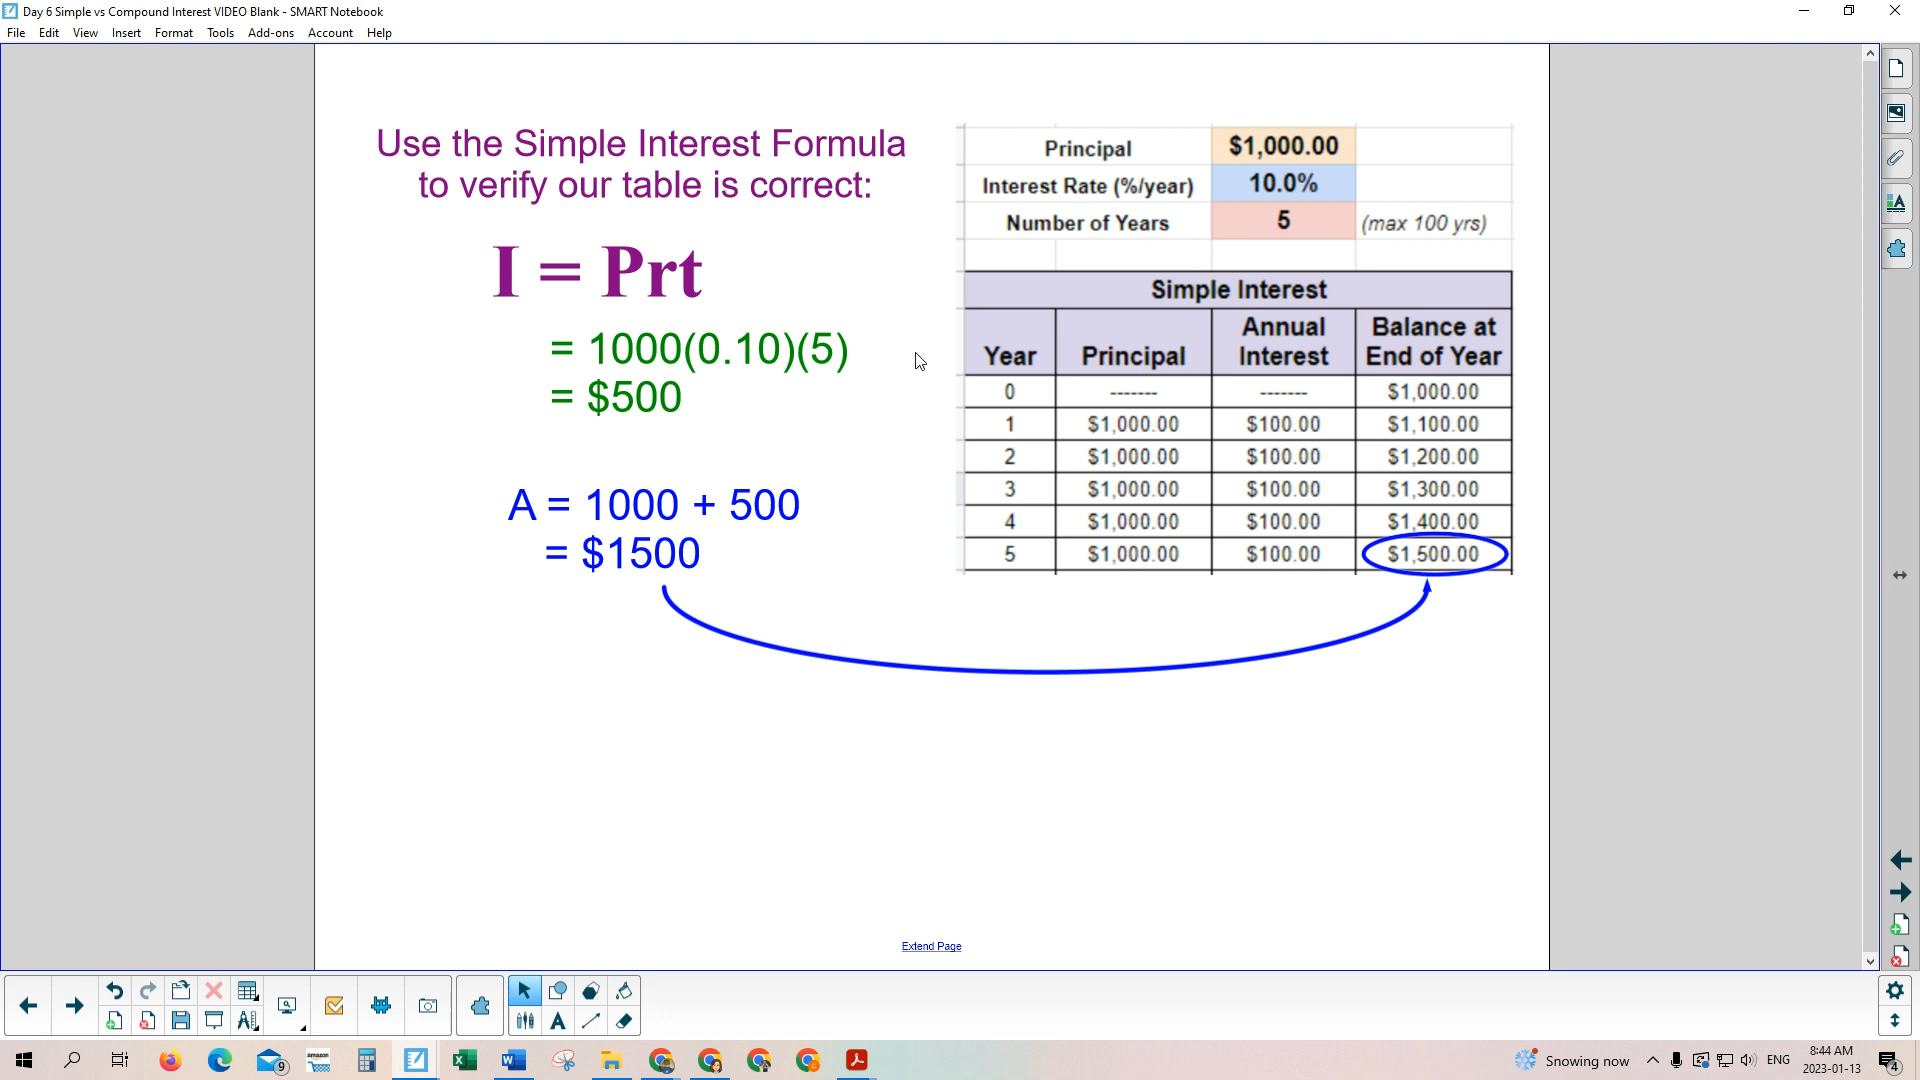 Day 6 Simple vs Compound Interest VIDEO Blank - SMART Notebook
File Edit View Insert Format Tools Add-ons Account Help
Use the Simple Interest Formula
to verify our table is correct:
I = Prt
= 1000(0.10)(5)
= $500
A = 1000 + 500
= $1500
Principal $1,000.00
Interest Rate (%/year) 10.0%
Number of Years 5 (max 100 yrs)
Simple Interest
Year Principal Annual Interest Balance at End of Year
0 ------- ------- $1,000.00
1 $1,000.00 $100.00 $1,100.00
2 $1,000.00 $100.00 $1,200.00
3 $1,000.00 $100.00 $1,300.00
4 $1,000.00 $100.00 $1,400.00
5 $1,000.00 $100.00 $1,500.00
Extend Page
9
amazon
Snowing now
ENG
8:44 AM
2023-01-13
4